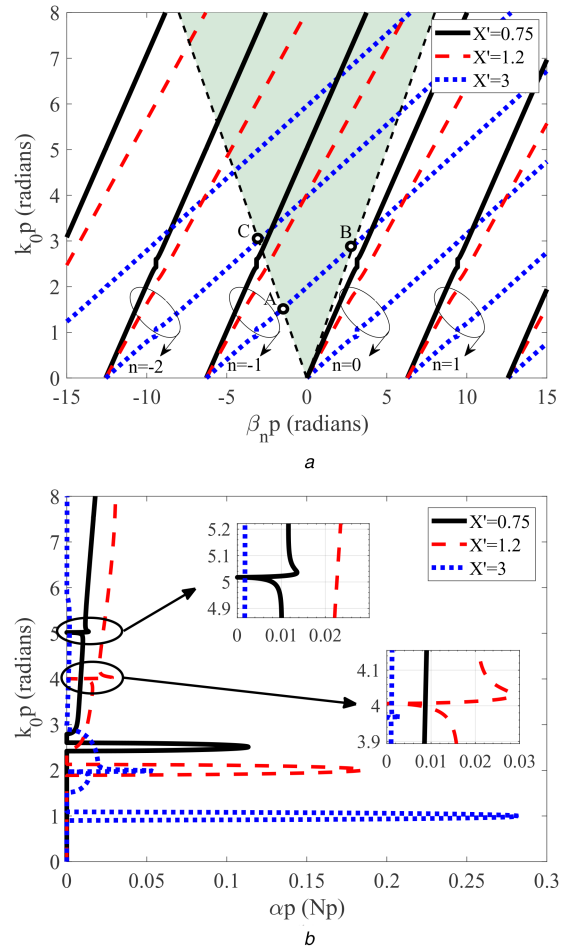 8
7
6
5
4
3
2
1
0
k₀p (radians)
X'=0.75
X'=1.2
X'=3
C
B
A
n=-2
n=-1
n=0
n=1
-15
-10
-5
0
5
10
15
βₙp (radians)
a
8
7
6
5
4
3
2
1
0
k₀p (radians)
X'=0.75
X'=1.2
X'=3
5.2
5.1
5
4.9
0
0.01
0.02
4.1
4
3.9
0
0.01
0.02
0.03
0
0.05
0.1
0.15
0.2
0.25
0.3
αp (Np)
b